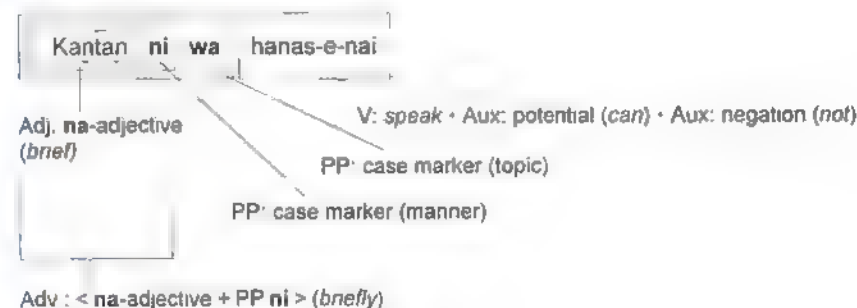 Kantan ni wa hanas-e-nai
V: speak • Aux: potential (can) • Aux: negation (not)
Adj. na-adjective
(brief)
PP· case marker (topic)
PP· case marker (manner)
Adv : < na-adjective + PP ni > (briefly)